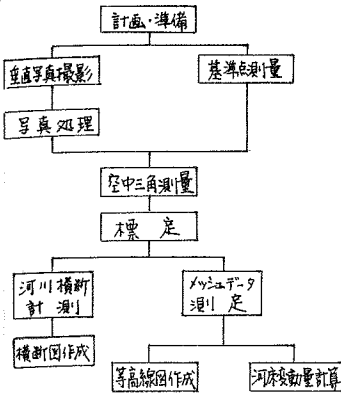 計画・準備
垂直写真撮影
基準点測量
写真処理
空中三角測量
標定
河川横断
計測
メッシュデータ
測定
横断図作成
等高線図作成
河床変動量計算